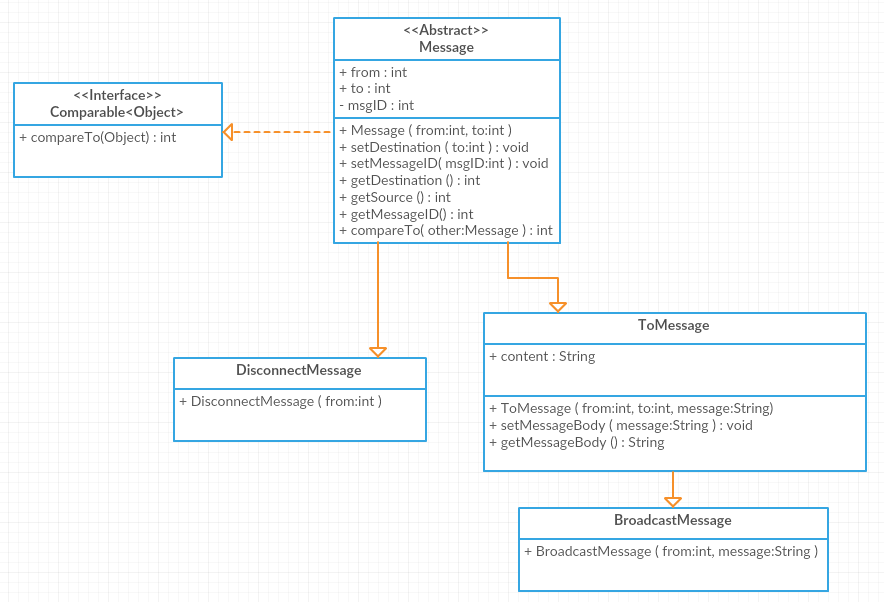 <<Abstract>>
Message
+ from : int
+ to : int
- msgID : int
+ Message ( from:int, to:int )
+ setDestination ( to:int ) : void
+ setMessageID( msgID:int ) : void
+ getDestination () : int
+ getSource () : int
+ getMessageID() : int
+ compareTo( other:Message ) : int
<<Interface>>
Comparable<Object>
+ compareTo(Object) : int
DisconnectMessage
+ DisconnectMessage ( from:int )
ToMessage
+ content : String
+ ToMessage ( from:int, to:int, message:String)
+ setMessageBody ( message:String ) : void
+ getMessageBody () : String
BroadcastMessage
+ BroadcastMessage ( from:int, message:String )